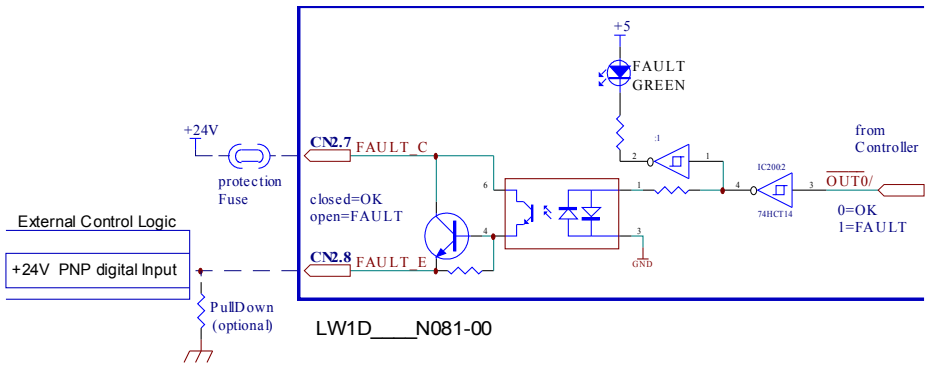 +5
FAULT
GREEN
+24V
CN2.7
FAULT_C
protection
Fuse
closed=OK
open=FAULT
6
4
1
3
GND
:1
2
1
IC200:2
4
3
74HCT14
from
Controller
OUT0/
0=OK
1=FAULT
External Control Logic
+24V PNP digital Input
CN2.8
FAULT_E
PullDown
(optional)
LW1D____N081-00